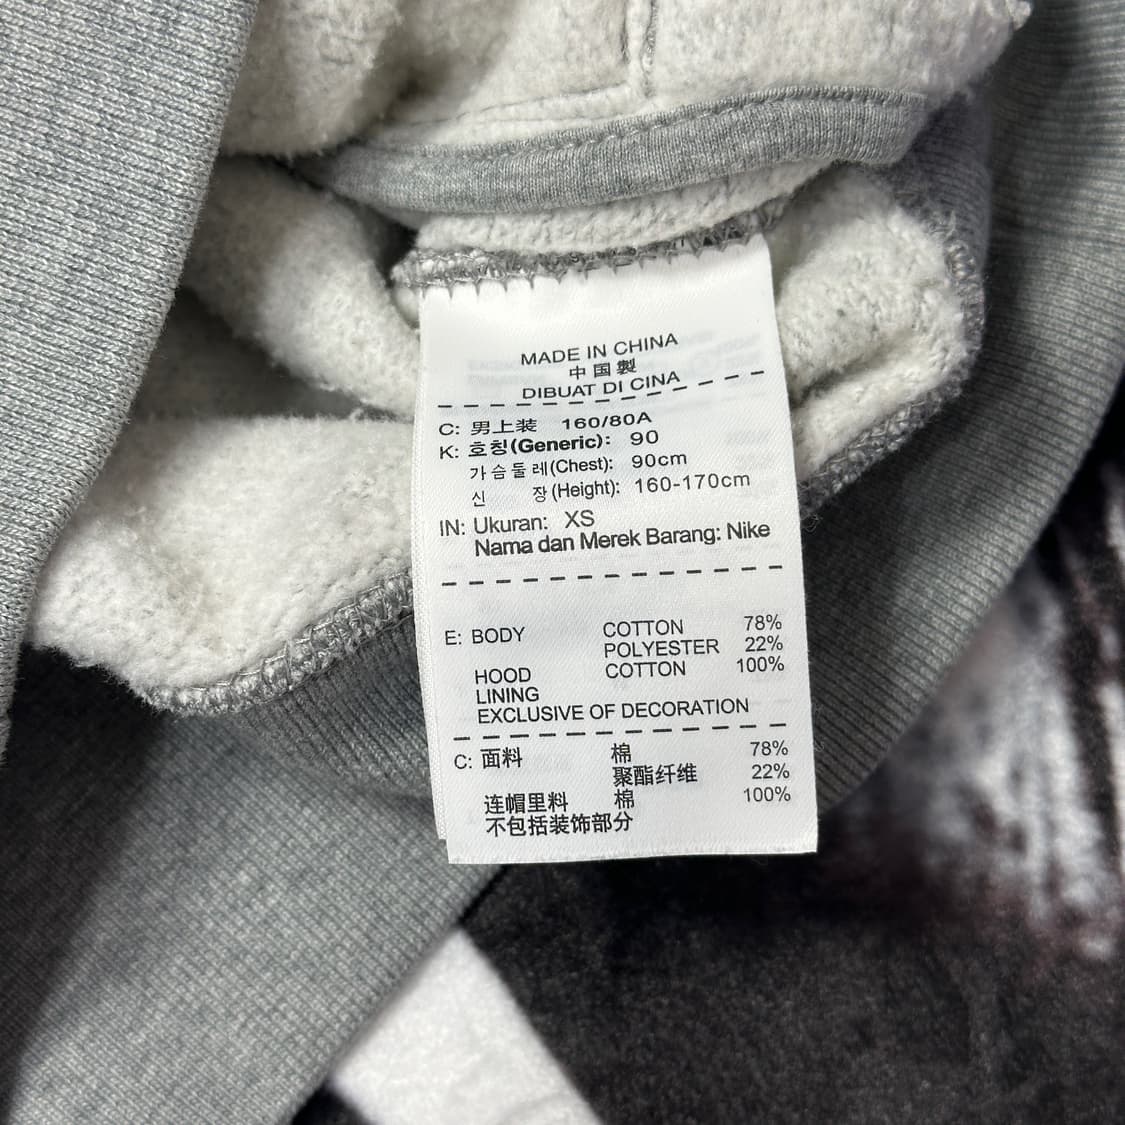 MADE IN CHINA
中国製
DIBUAT DI CINA
C: 男上装 160/80A
K: 호칭(Generic): 90
가슴둘레(Chest): 90cm
신 장(Height): 160-170cm
IN: Ukuran: XS
Nama dan Merek Barang: Nike
E: BODY COTTON 78%
POLYESTER 22%
HOOD COTTON 100%
LINING
EXCLUSIVE OF DECORATION
C: 面料 棉 78%
聚酯纤维 22%
连帽里料 棉 100%
不包括装饰部分